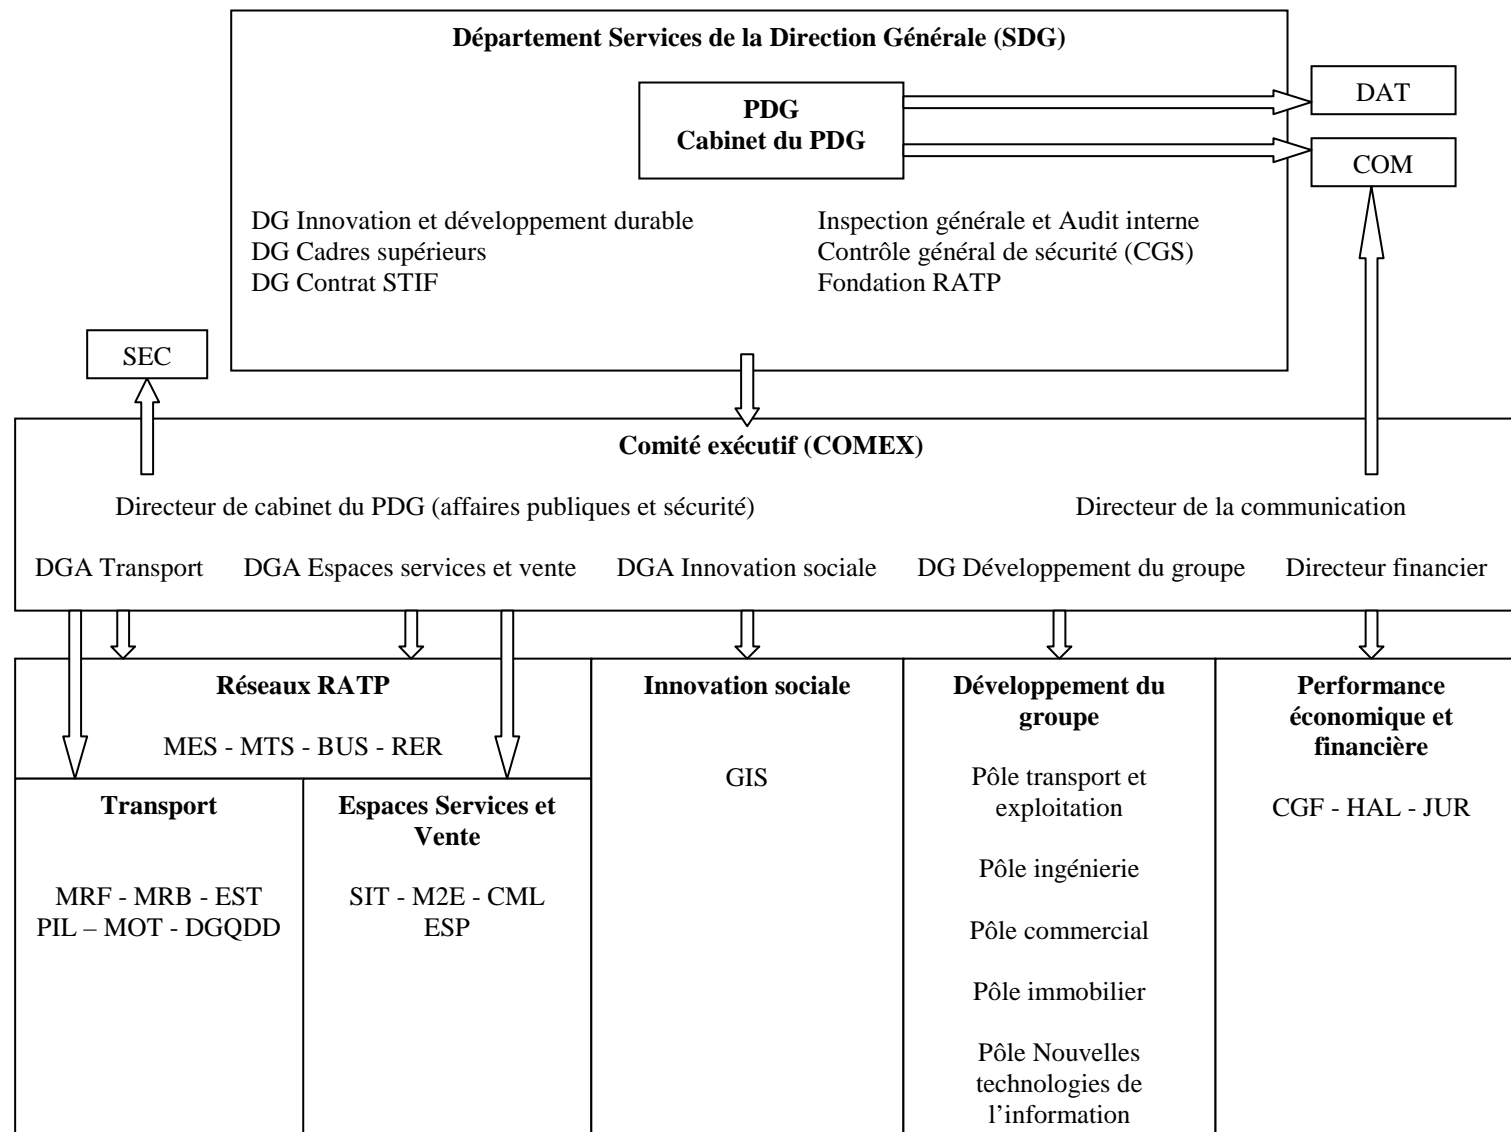 Département Services de la Direction Générale (SDG)
PDG
Cabinet du PDG
DAT
COM
DG Innovation et développement durable
DG Cadres supérieurs
DG Contrat STIF
Inspection générale et Audit interne
Contrôle général de sécurité (CGS)
Fondation RATP
SEC
Comité exécutif (COMEX)
Directeur de cabinet du PDG (affaires publiques et sécurité)
Directeur de la communication
DGA Transport
DGA Espaces services et vente
DGA Innovation sociale
DG Développement du groupe
Directeur financier
Réseaux RATP
MES - MTS - BUS - RER
Transport
MRF - MRB - EST
PIL – MOT - DGQDD
Espaces Services et
Vente
SIT - M2E - CML
ESP
Innovation sociale
GIS
Développement du
groupe
Pôle transport et
exploitation
Pôle ingénierie
Pôle commercial
Pôle immobilier
Pôle Nouvelles
technologies de
l’information
Performance
économique et
financière
CGF - HAL - JUR